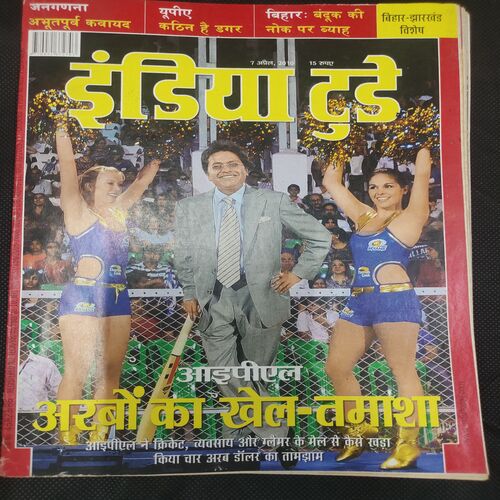 जनगणना
अभूतपूर्व कवायद
यूपीए
कठिन है डगर
बिहार: बंदूक की
नोक पर ब्याह
बिहार-झारखंड
विशेष
7 अप्रैल, 2010 15 रुपए
इंडिया टुडे
आइपीएल
अरबों का खेल-तमाशा
आइपीएल ने क्रिकेट, व्यवसाय और ग्लैमर के मेल से कैसे खड़ा
किया चार अरब डॉलर का तामझाम